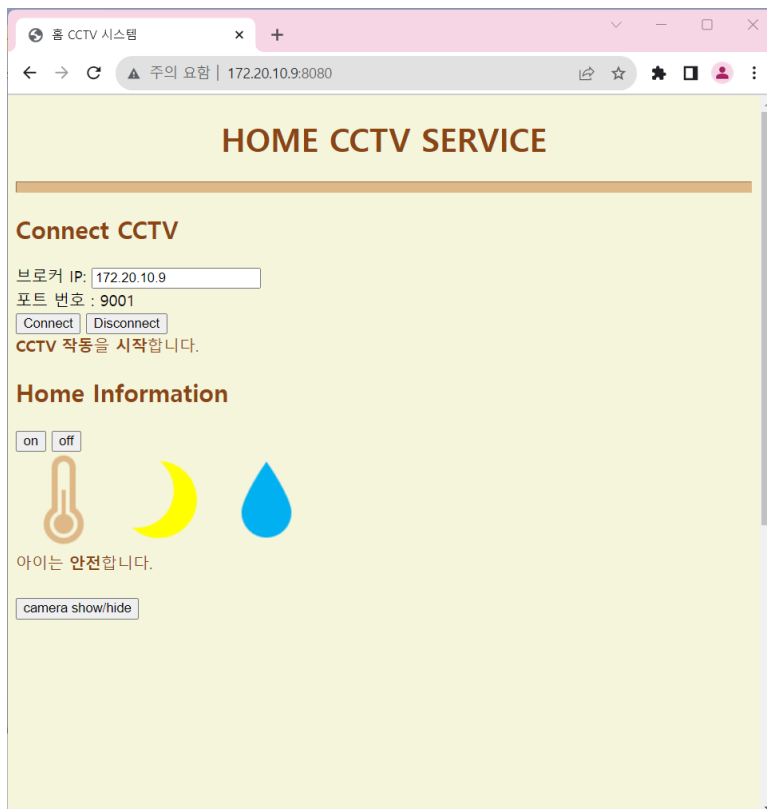 홈 CCTV 시스템
주의 요함 | 172.20.10.9:8080
HOME CCTV SERVICE
Connect CCTV
브로커 IP: 172.20.10.9
포트 번호 : 9001
Connect Disconnect
CCTV 작동을 시작합니다.
Home Information
on off
아이는 안전합니다.
camera show/hide